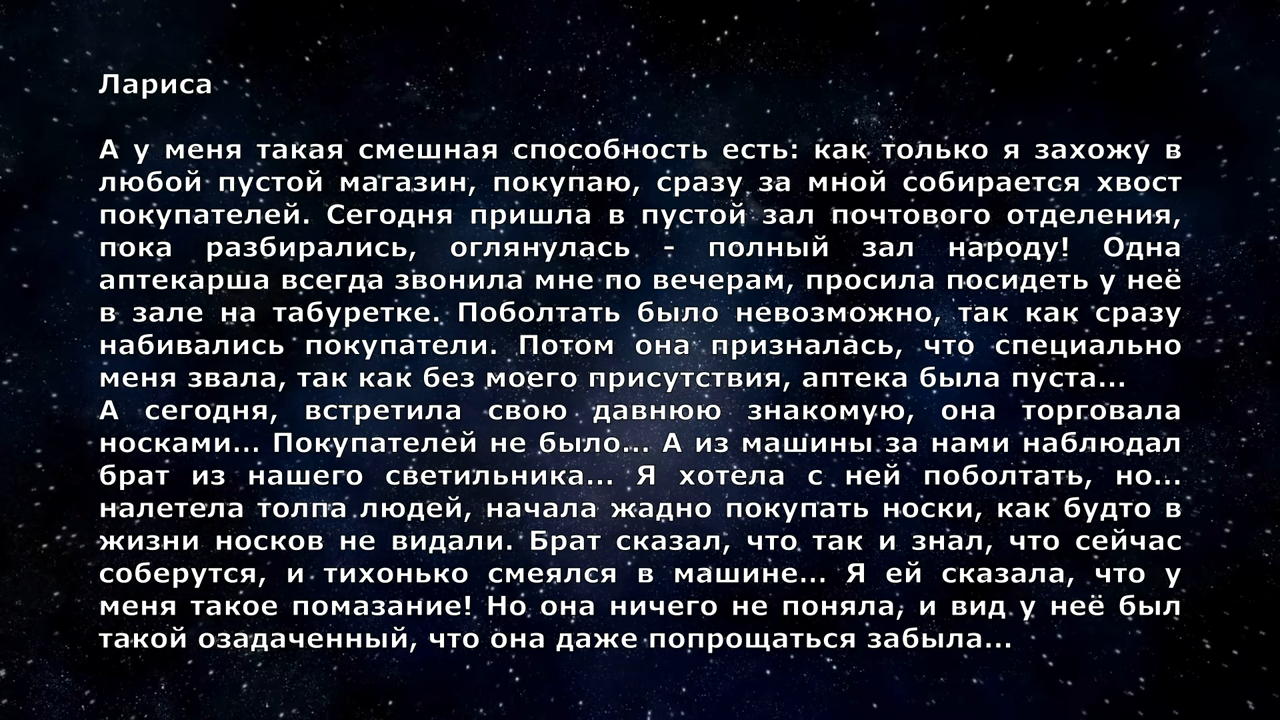 Лариса
А у меня такая смешная способность есть: как только я захожу в
любой пустой магазин, покупаю, сразу за мной собирается хвост
покупателей. Сегодня пришла в пустой зал почтового отделения,
пока разбирались, оглянулась - полный зал народу! Одна
аптекарша всегда звонила мне по вечерам, просила посидеть у неё
в зале на табуретке. Поболтать было невозможно, так как сразу
набивались покупатели. Потом она призналась, что специально
меня звала, так как без моего присутствия, аптека была пуста...
А сегодня, встретила свою давнюю знакомую, она торговала
носками... Покупателей не было... А из машины за нами наблюдал
брат из нашего светильника... Я хотела с ней поболтать, но...
налетела толпа людей, начала жадно покупать носки, как будто в
жизни носков не видали. Брат сказал, что так и знал, что сейчас
соберутся, и тихонько смеялся в машине... Я ей сказала, что у
меня такое помазание! Но она ничего не поняла, и вид у неё был
такой озадаченный, что она даже попрощаться забыла...